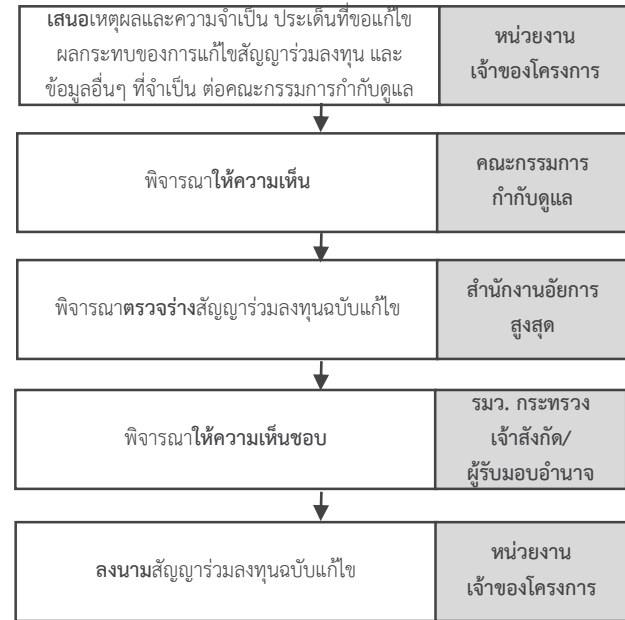 เสนอเหตุผลและความจำเป็น ประเด็นที่ขอแก้ไข
ผลกระทบของการแก้ไขสัญญาร่วมลงทุน และ
ข้อมูลอื่นๆ ที่จำเป็น ต่อคณะกรรมการกำกับดูแล
หน่วยงาน
เจ้าของโครงการ
พิจารณาให้ความเห็น
คณะกรรมการ
กำกับดูแล
พิจารณาตรวจร่างสัญญาร่วมลงทุนฉบับแก้ไข
สำนักงานอัยการ
สูงสุด
พิจารณาให้ความเห็นชอบ
รมว. กระทรวง
เจ้าสังกัด/
ผู้รับมอบอำนาจ
ลงนามสัญญาร่วมลงทุนฉบับแก้ไข
หน่วยงาน
เจ้าของโครงการ